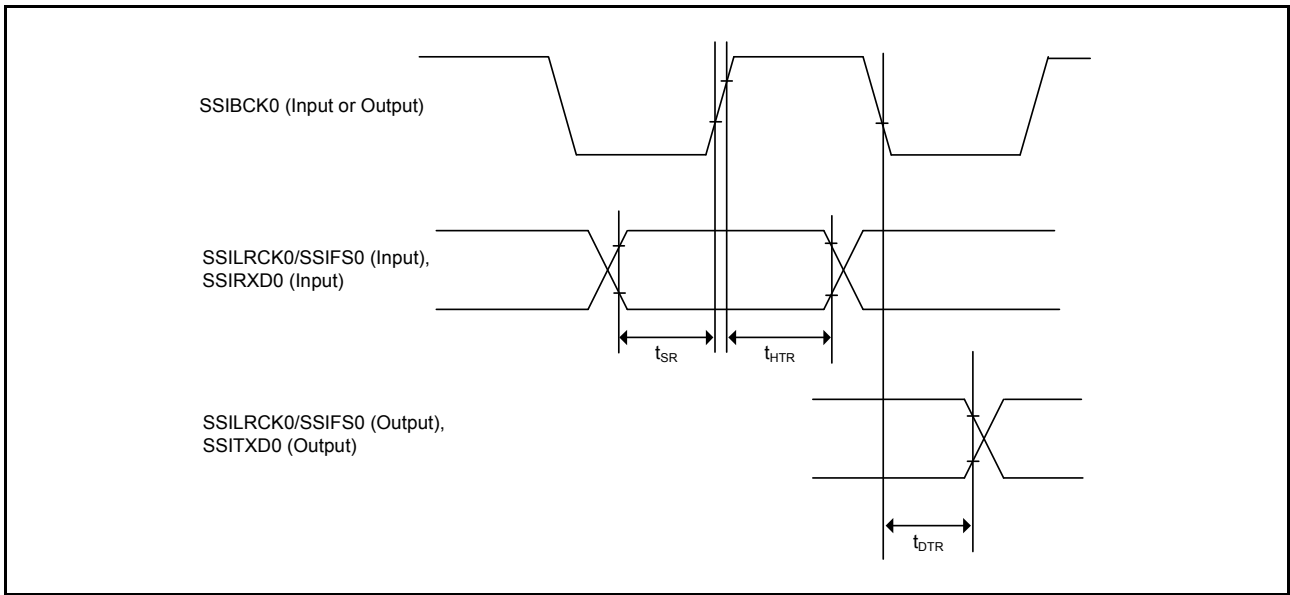 SSIBCK0 (Input or Output)
SSILRCK0/SSIFS0 (Input),
SSIRXD0 (Input)
tSR
tHTR
SSILRCK0/SSIFS0 (Output),
SSITXD0 (Output)
tDTR